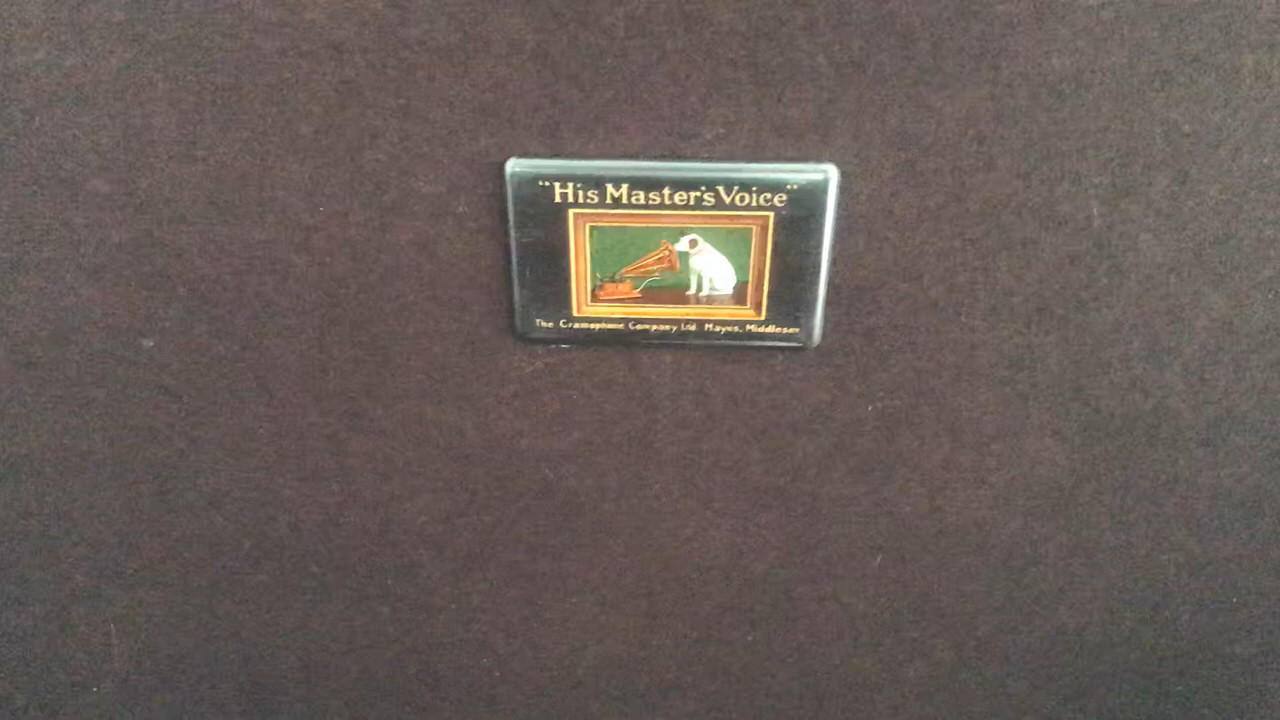 "His Master's Voice"
The Gramophone Company Ltd. Hayes, Middlesex